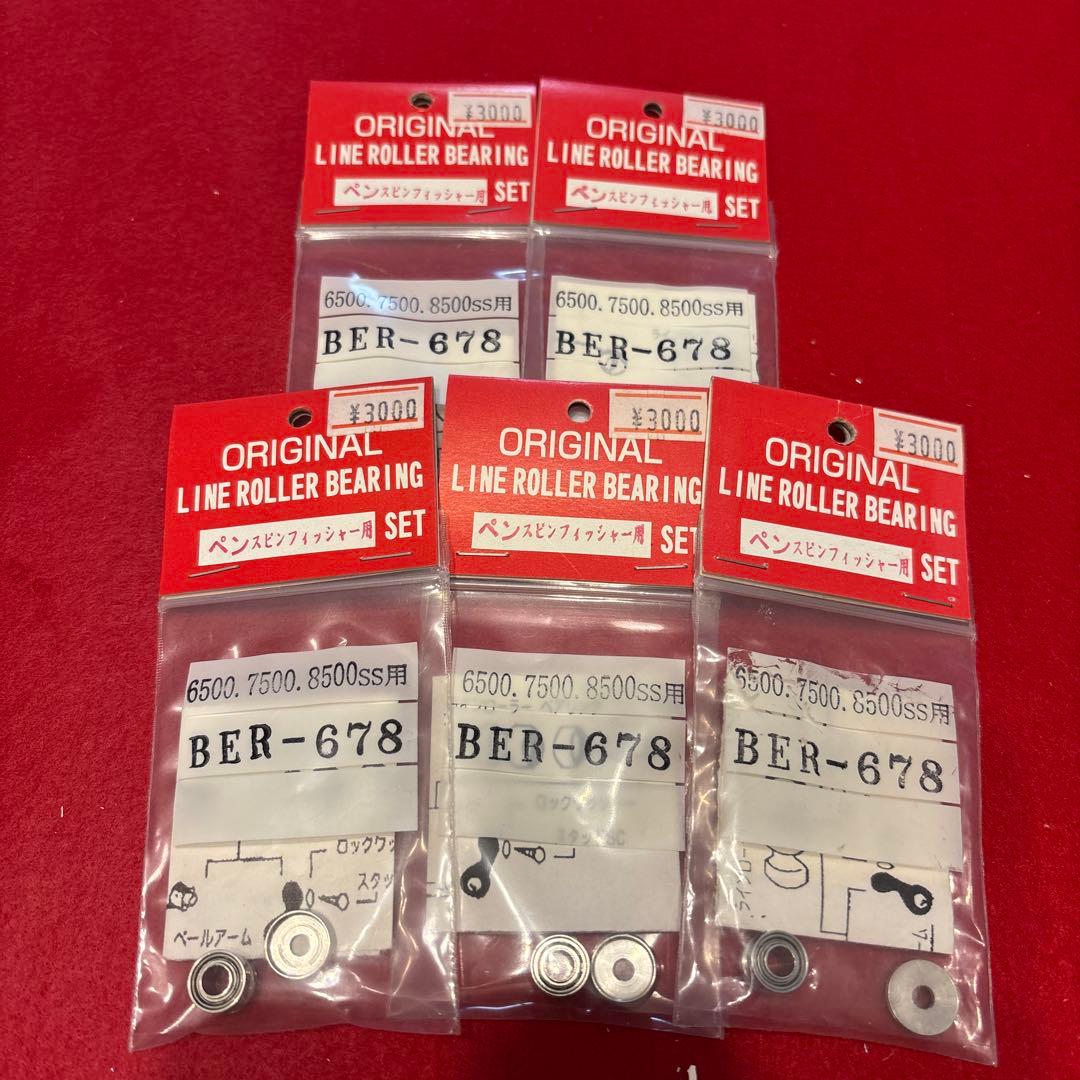 ¥3000
ORIGINAL
LINE ROLLER BEARING
ペンスピンフィッシャー用 SET
6500. 7500. 8500SS用
BER-678
¥3000
ORIGINAL
LINE ROLLER BEARING
ペンスピンフィッシャー用 SET
6500. 7500. 8500SS用
BER-678
¥3000
ORIGINAL
LINE ROLLER BEARING
ペンスピンフィッシャー用 SET
6500. 7500. 8500SS用
BER-678
ロックワッ
スタッ
ベールアーム
¥3000
ORIGINAL
LINE ROLLER BEARING
ペンスピンフィッシャー用 SET
6500. 7500. 8500SS用
BER-678
¥3000
ORIGINAL
LINE ROLLER BEARING
ペンスピンフィッシャー用 SET
6500. 7500. 8500SS用
BER-678
ラインロー